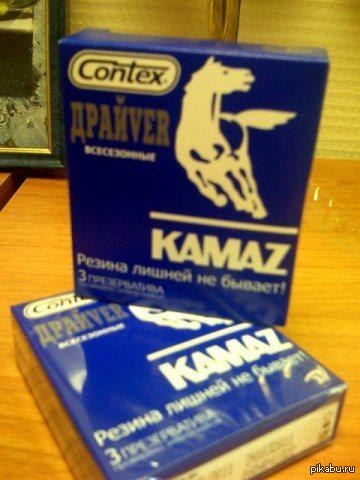 Contex
ДРАЙVER
ВСЕСЕЗОННЫЕ
KAMAZ
Резина лишней не бывает!
3 ПРЕЗЕРВАТИВА
Contex
ДРАЙVER
ВСЕСЕЗОННЫЕ
KAMAZ
Резина лишней не бывает!
3 ПРЕЗЕРВАТИВА
pikabu.ru